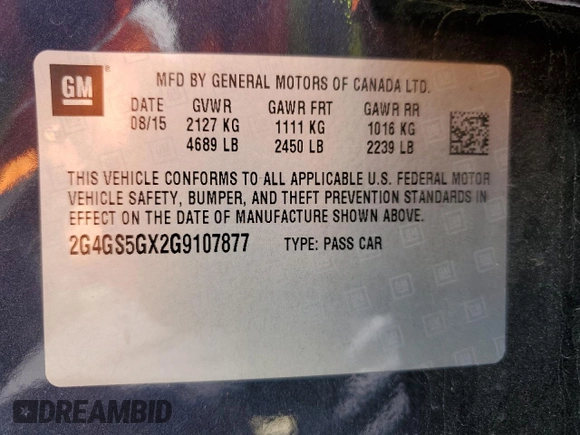 GM
MFD BY GENERAL MOTORS OF CANADA LTD.
DATE GVWR GAWR FRT GAWR RR
08/15 2127 KG 1111 KG 1016 KG
4689 LB 2450 LB 2239 LB
THIS VEHICLE CONFORMS TO ALL APPLICABLE U.S. FEDERAL MOTOR
VEHICLE SAFETY, BUMPER, AND THEFT PREVENTION STANDARDS IN
EFFECT ON THE DATE OF MANUFACTURE SHOWN ABOVE.
2G4GS5GX2G9107877 TYPE: PASS CAR
DREAMBID